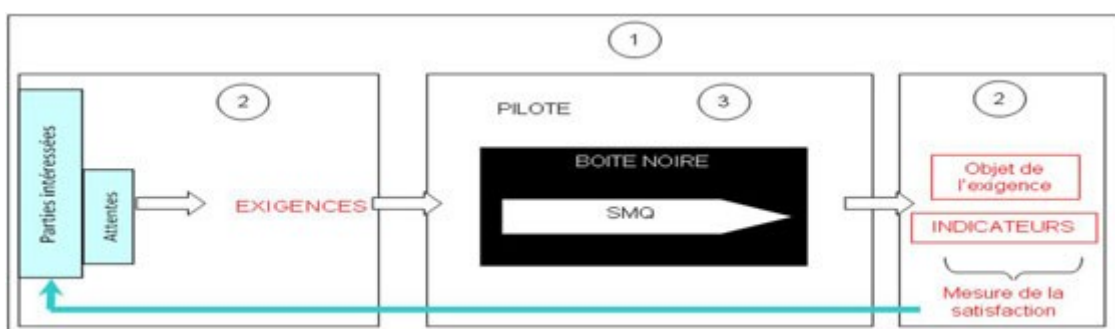 1
2
Parties intéressées
Attentes
EXIGENCES
3
PILOTE
BOITE NOIRE
SMQ
2
Objet de
l'exigence
INDICATEURS
Mesure de la
satisfaction